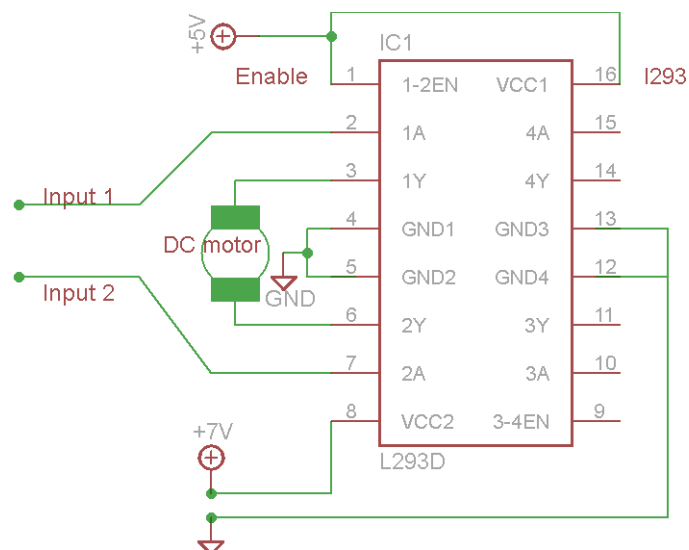 +5V
IC1
Enable
1 1-2EN VCC1 16 I293
2 1A 4A 15
3 1Y 4Y 14
Input 1
4 GND1 GND3 13
DC motor
5 GND2 GND4 12
Input 2
GND
6 2Y 3Y 11
7 2A 3A 10
8 VCC2 3-4EN 9
+7V
L293D